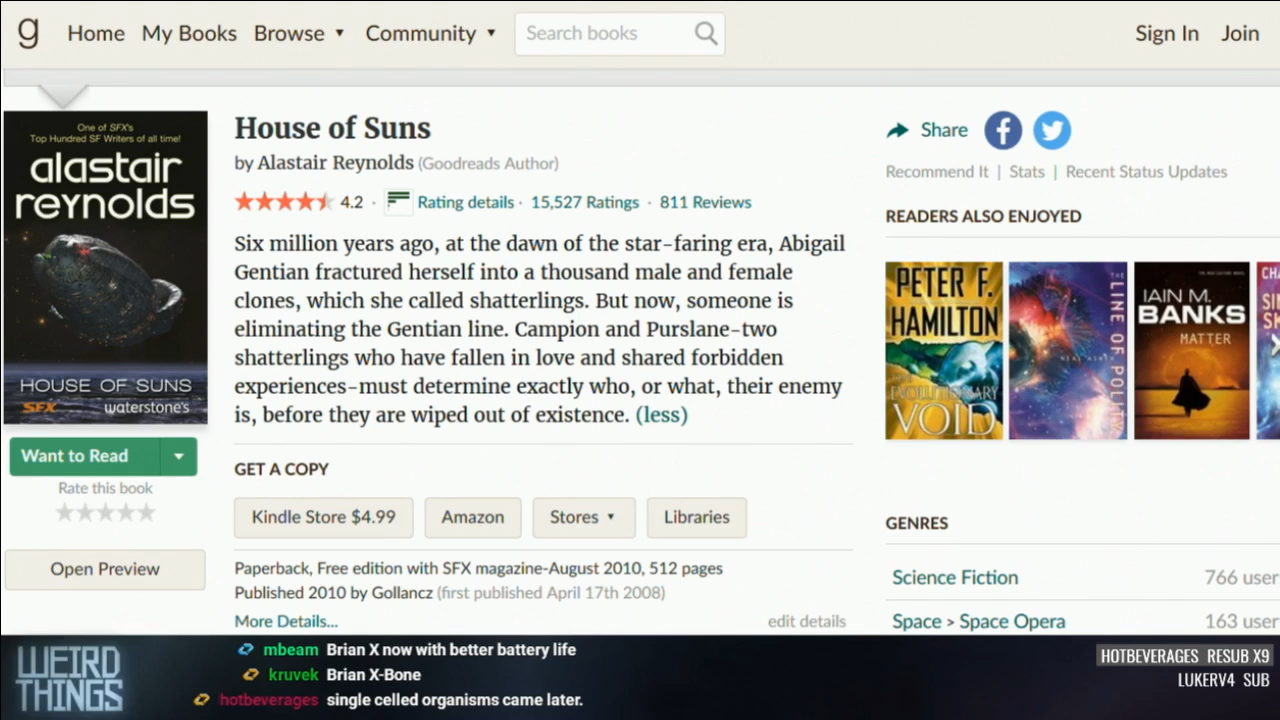 g Home My Books Browse ▼ Community ▼ Search books Sign In Join
One of SFX's
Top Hundred SF Writers of all time!
alastair
reynolds
HOUSE OF SUNS
SFX waterstone's
Want to Read
Rate this book
Open Preview
House of Suns
by Alastair Reynolds (Goodreads Author)
4.2 · Rating details · 15,527 Ratings · 811 Reviews
Six million years ago, at the dawn of the star-faring era, Abigail
Gentian fractured herself into a thousand male and female
clones, which she called shatterlings. But now, someone is
eliminating the Gentian line. Campion and Purslane-two
shatterlings who have fallen in love and shared forbidden
experiences-must determine exactly who, or what, their enemy
is, before they are wiped out of existence. (less)
GET A COPY
Kindle Store $4.99 Amazon Stores ▼ Libraries
Paperback, Free edition with SFX magazine-August 2010, 512 pages
Published 2010 by Gollancz (first published April 17th 2008)
More Details... edit details
Share
Recommend It | Stats | Recent Status Updates
READERS ALSO ENJOYED
PETER F.
HAMILTON
EVOLUTIONARY
VOID
THE LINE OF POLITY
NEAL ASHER
IAIN M.
BANKS
MATTER
GENRES
Science Fiction 766 user
Space > Space Opera 163 user
WEIRD
THINGS
mbeam Brian X now with better battery life
kruvek Brian X-Bone
hotbeverages single celled organisms came later.
HOTBEVERAGES RESUB X9
LUKERV4 SUB